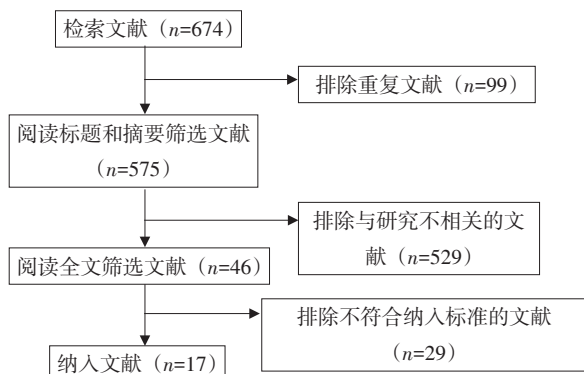 检索文献（n=674）
排除重复文献（n=99）
阅读标题和摘要筛选文献
（n=575）
排除与研究不相关的文
献（n=529）
阅读全文筛选文献（n=46）
排除不符合纳入标准的文献
（n=29）
纳入文献（n=17）